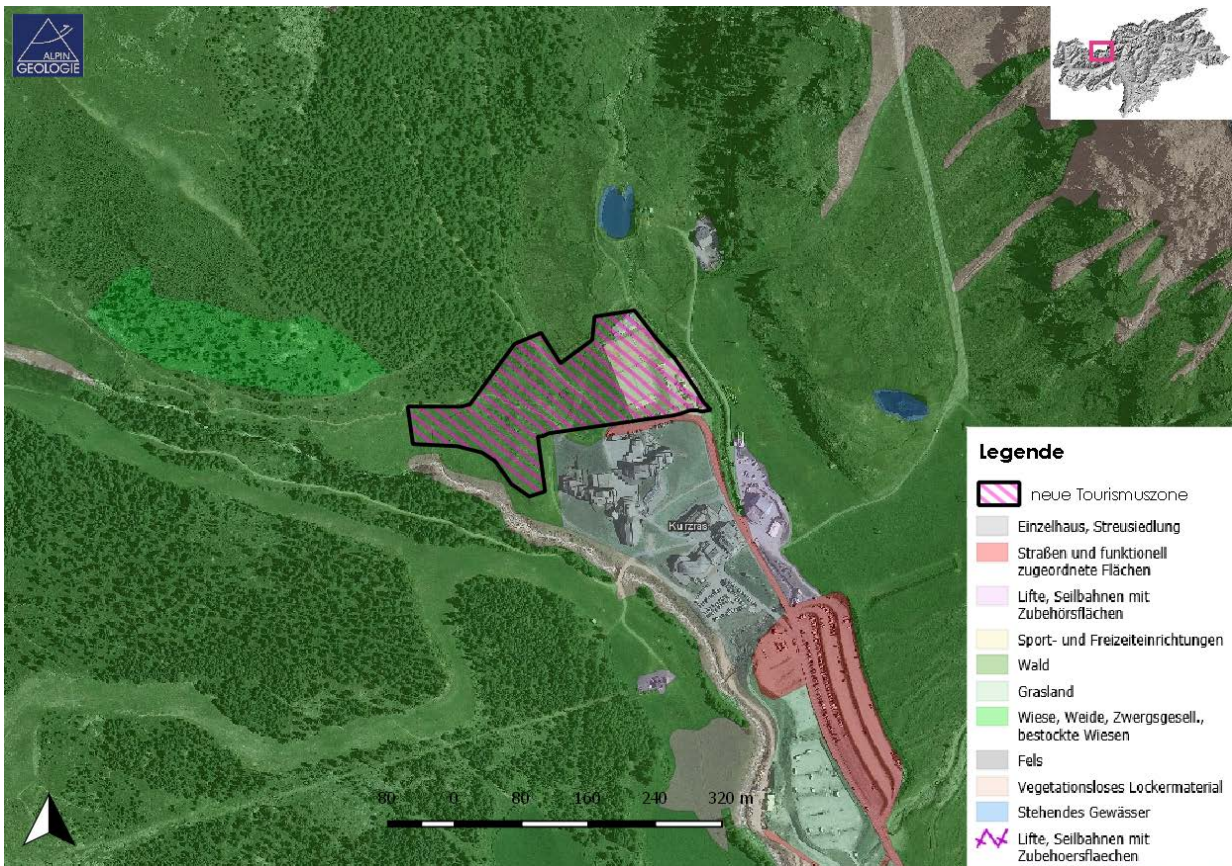 ALPIN
GEOLOGIE
Kurzras
80 0 80 160 240 320 m
Legende
neue Tourismuszone
Einzelhaus, Streusiedlung
Straßen und funktionell
zugeordnete Flächen
Lifte, Seilbahnen mit
Zubehörsflächen
Sport- und Freizeiteinrichtungen
Wald
Grasland
Wiese, Weide, Zwergsgesell.,
bestockte Wiesen
Fels
Vegetationsloses Lockermaterial
Stehendes Gewässer
Lifte, Seilbahnen mit
Zubehoersflaechen